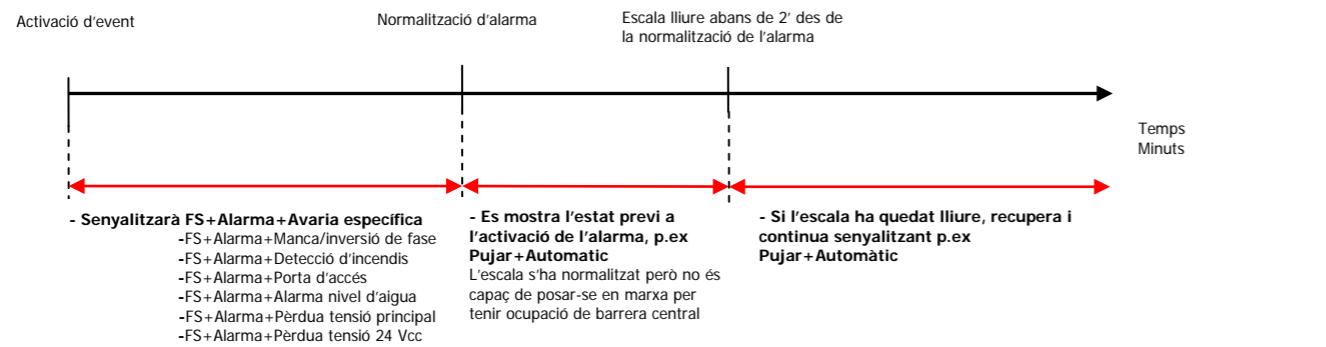 Activació d'event
Normalització d'alarma
Escala lliure abans de 2' des de
la normalització de l'alarma
Temps
Minuts
- Senyalitzarà FS+Alarma+Avaria específica
-FS+Alarma+Manca/inversió de fase
-FS+Alarma+Detecció d'incendis
-FS+Alarma+Porta d'accés
-FS+Alarma+Alarma nivel d'aigua
-FS+Alarma+Pèrdua tensió principal
-FS+Alarma+Pèrdua tensió 24 Vcc
- Es mostra l'estat previ a
l'activació de l'alarma, p.ex
Pujar+Automatic
L'escala s'ha normalitzat però no és
capaç de posar-se en marxa per
tenir ocupació de barrera central
- Si l'escala ha quedat lliure, recupera i
continua senyalitzant p.ex
Pujar+Automàtic